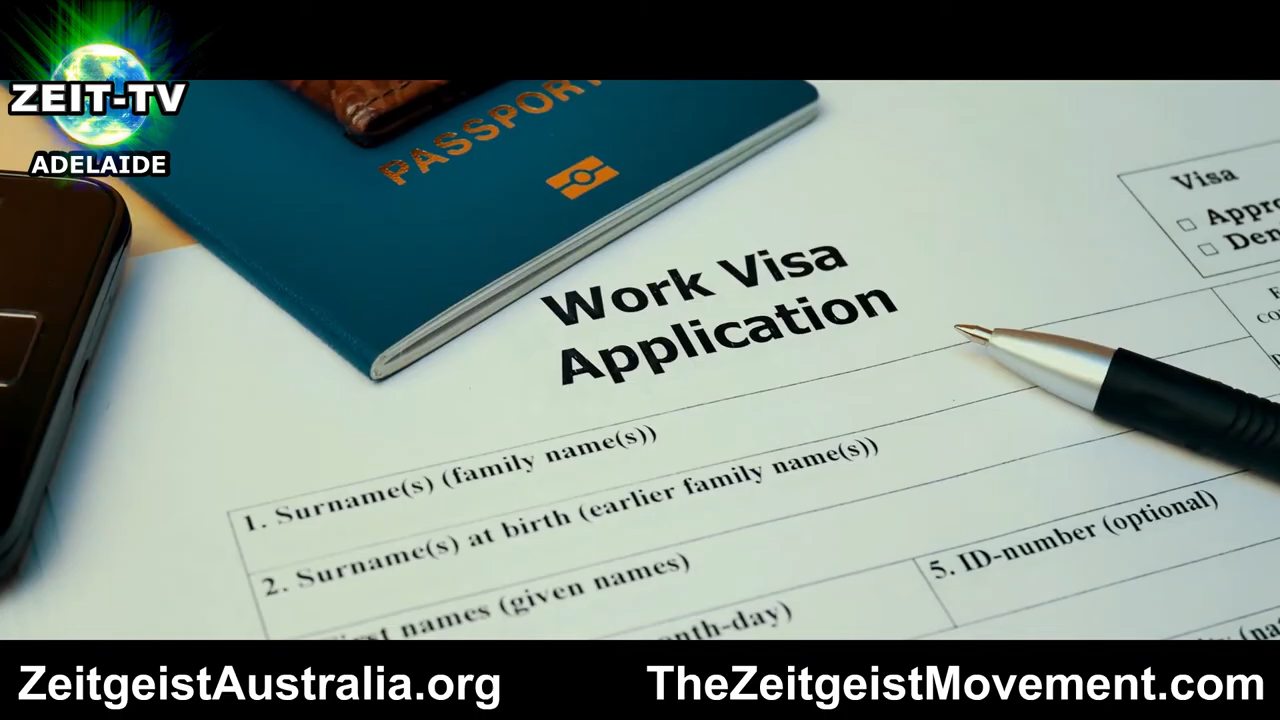 ZEIT-TV
ADELAIDE
PASSPORT
Visa
Work Visa
Application
1. Surname(s) (family name(s))
2. Surname(s) at birth (earlier family name(s))
names (given names)
5. ID-number (optional)
ZeitgeistAustralia.org
TheZeitgeistMovement.com